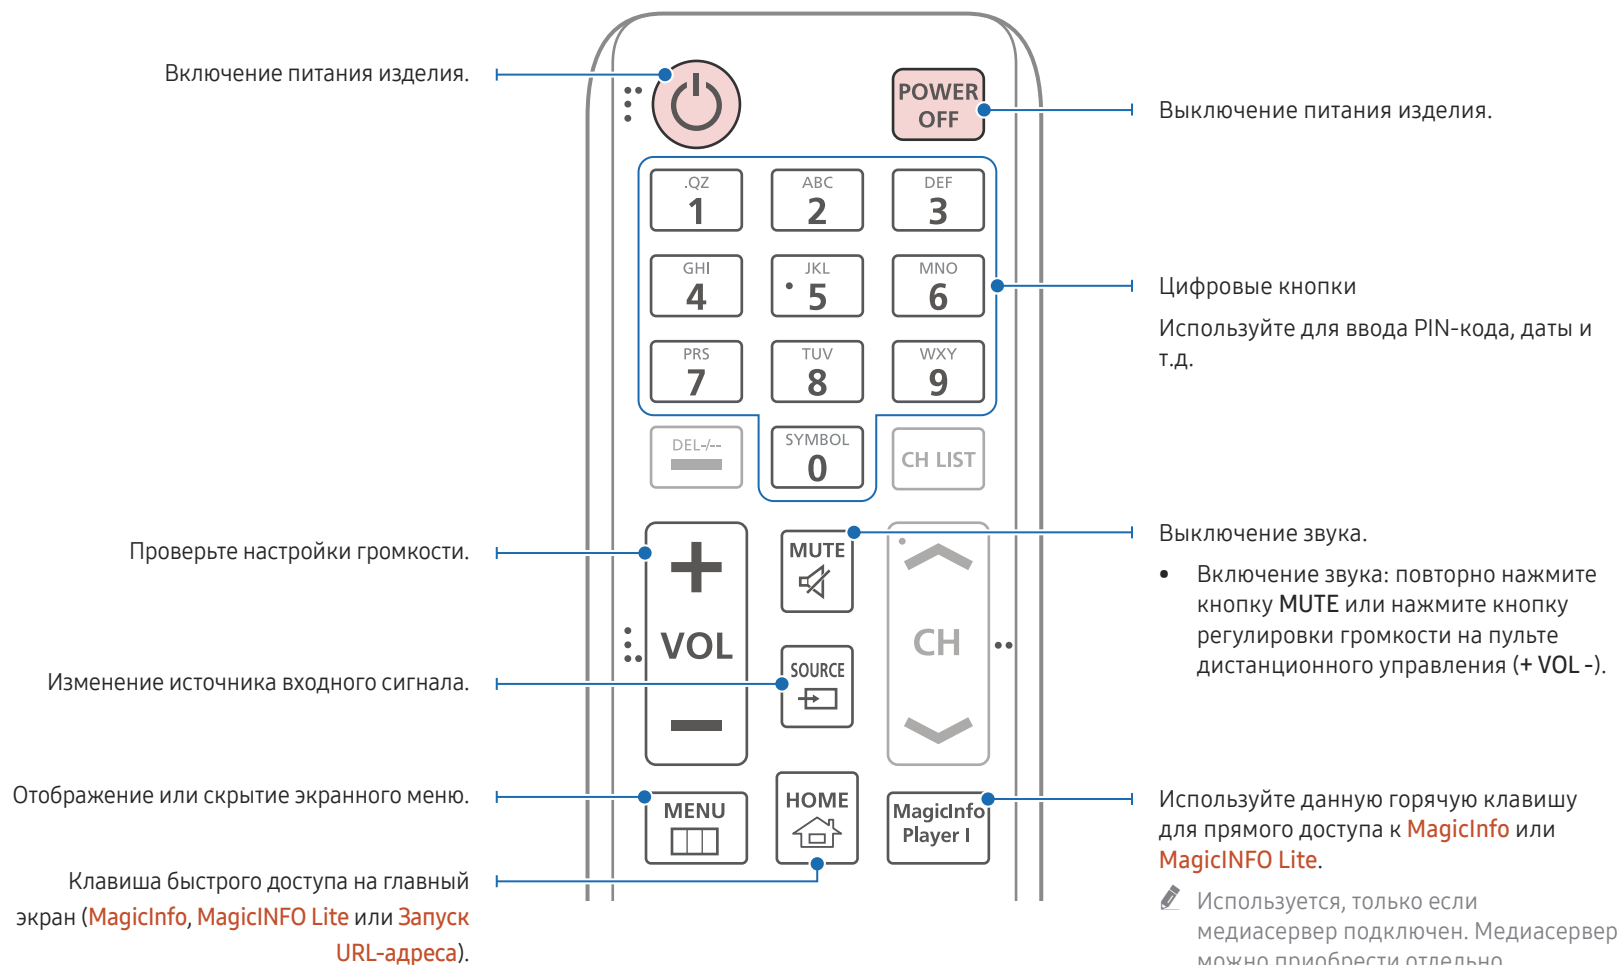 Включение питания изделия.
POWER
OFF
Выключение питания изделия.
.QZ
1
ABC
2
DEF
3
GHI
4
JKL
5
MNO
6
Цифровые кнопки
Используйте для ввода PIN-кода, даты и
т.д.
PRS
7
TUV
8
WXY
9
DEL-/--
SYMBOL
0
CH LIST
Проверьте настройки громкости.
VOL
MUTE
CH
Выключение звука.
• Включение звука: повторно нажмите
кнопку MUTE или нажмите кнопку
регулировки громкости на пульте
дистанционного управления (+ VOL -).
Изменение источника входного сигнала.
SOURCE
Отображение или скрытие экранного меню.
MENU
HOME
MagicInfo
Player I
Используйте данную горячую клавишу
для прямого доступа к MagicInfo или
MagicINFO Lite.
Клавиша быстрого доступа на главный
экран (MagicInfo, MagicINFO Lite или Запуск
URL-адреса).
Используется, только если
медиасервер подключен. Медиасервер
можно приобрести отдельно